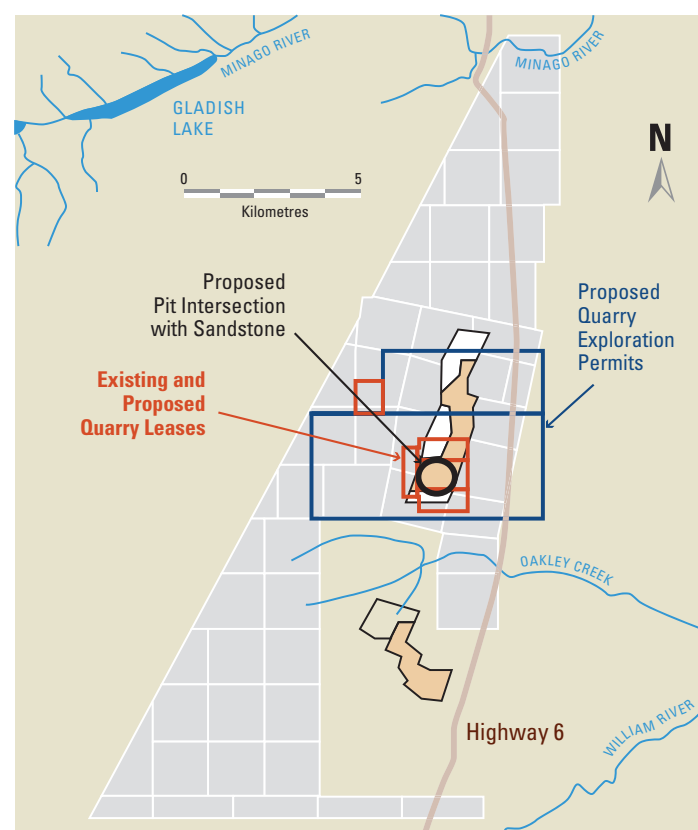 MINAGO RIVER
MINAGO RIVER
GLADISH
LAKE
N
0 5
Kilometres
Proposed
Pit Intersection
with Sandstone
Proposed
Quarry
Exploration
Permits
Existing and
Proposed
Quarry Leases
OAKLEY CREEK
Highway 6
WILLIAM RIVER